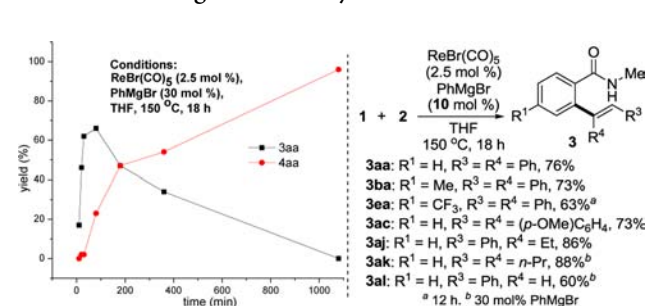 Conditions:
ReBr(CO)5 (2.5 mol %),
PhMgBr (30 mol %),
THF, 150 °C, 18 h
yield (%)
100
80
60
40
20
0
3aa
4aa
0
200
400
600
800
1000
time (min)
1 + 2
ReBr(CO)5
(2.5 mol %)
PhMgBr
(10 mol %)
THF
150 °C, 18 h
O
N
H
Me
R1
R3
R4
3
3aa: R1 = H, R3 = R4 = Ph, 76%
3ba: R1 = Me, R3 = R4 = Ph, 73%
3ea: R1 = CF3, R3 = R4 = Ph, 63%a
3ac: R1 = H, R3 = R4 = (p-OMe)C6H4, 73%
3aj: R1 = H, R3 = Ph, R4 = Et, 86%
3ak: R1 = H, R3 = R4 = n-Pr, 88%b
3al: R1 = H, R3 = Ph, R4 = H, 60%b
a 12 h. b 30 mol% PhMgBr